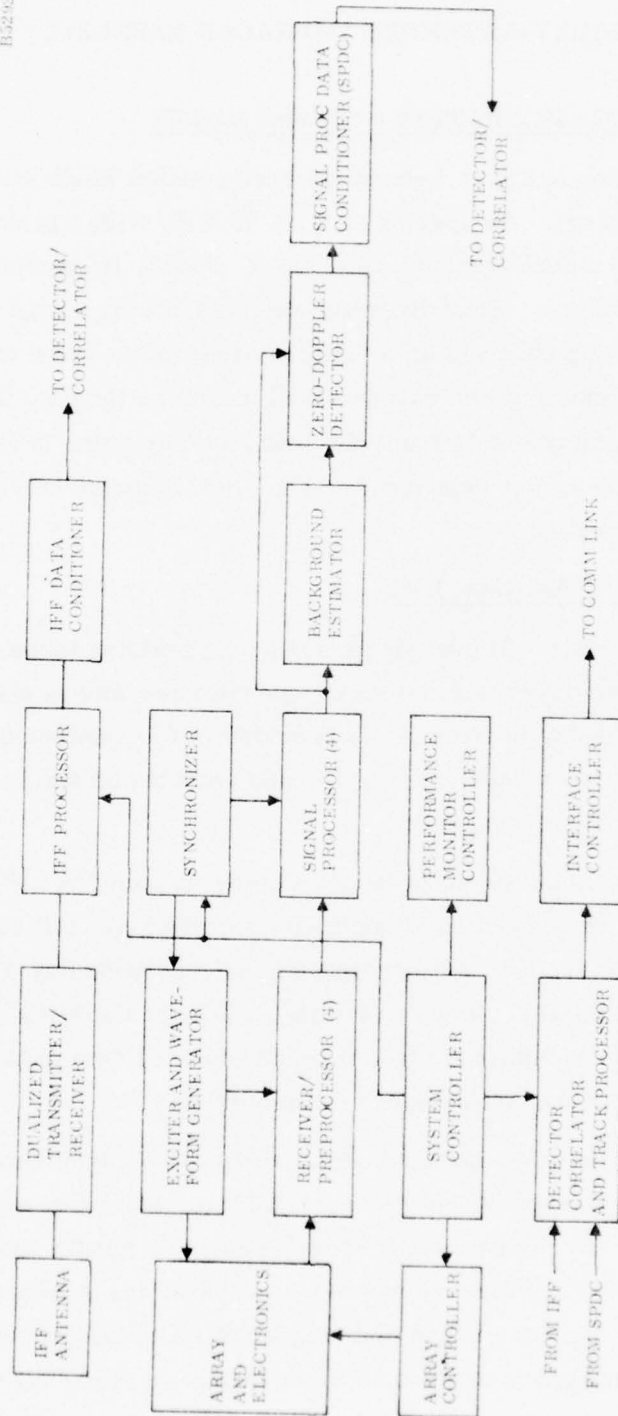 IFF
ANTENNA
DUALIZED
TRANSMITTER/
RECEIVER
IFF PROCESSOR
IFF DATA
CONDITIONER
TO DETECTOR/
CORRELATOR
ARRAY
AND
ELECTRONICS
EXCITER AND WAVE-
FORM GENERATOR
SYNCHRONIZER
RECEIVER/
PREPROCESSOR (4)
SIGNAL
PROCESSOR (4)
BACKGROUND
ESTIMATOR
ZERO-DOPPLER
DETECTOR
SIGNAL PROC DATA
CONDITIONER (SPDC)
TO DETECTOR/
CORRELATOR
ARRAY
CONTROLLER
SYSTEM
CONTROLLER
PERFORMANCE
MONITOR
CONTROLLER
FROM IFF
FROM SPDC
DETECTOR
CORRELATOR
AND TRACK PROCESSOR
INTERFACE
CONTROLLER
TO COMM LINK